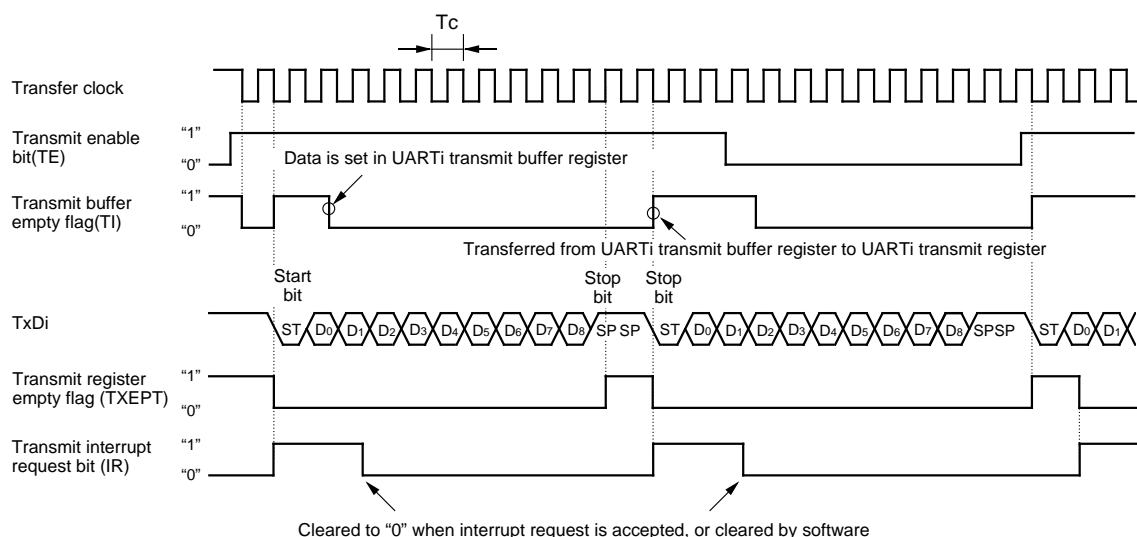 Tc
Transfer clock
Transmit enable
bit(TE)
“1”
“0”
Data is set in UARTi transmit buffer register
Transmit buffer
empty flag(TI)
“1”
“0”
Transferred from UARTi transmit buffer register to UARTi transmit register
Start
bit
Stop
bit
Stop
bit
TxDi
ST D0 D1 D2 D3 D4 D5 D6 D7 D8 SP SP ST D0 D1 D2 D3 D4 D5 D6 D7 D8 SPSP ST D0 D1
Transmit register
empty flag (TXEPT)
“1”
“0”
Transmit interrupt
request bit (IR)
“1”
“0”
Cleared to “0” when interrupt request is accepted, or cleared by software